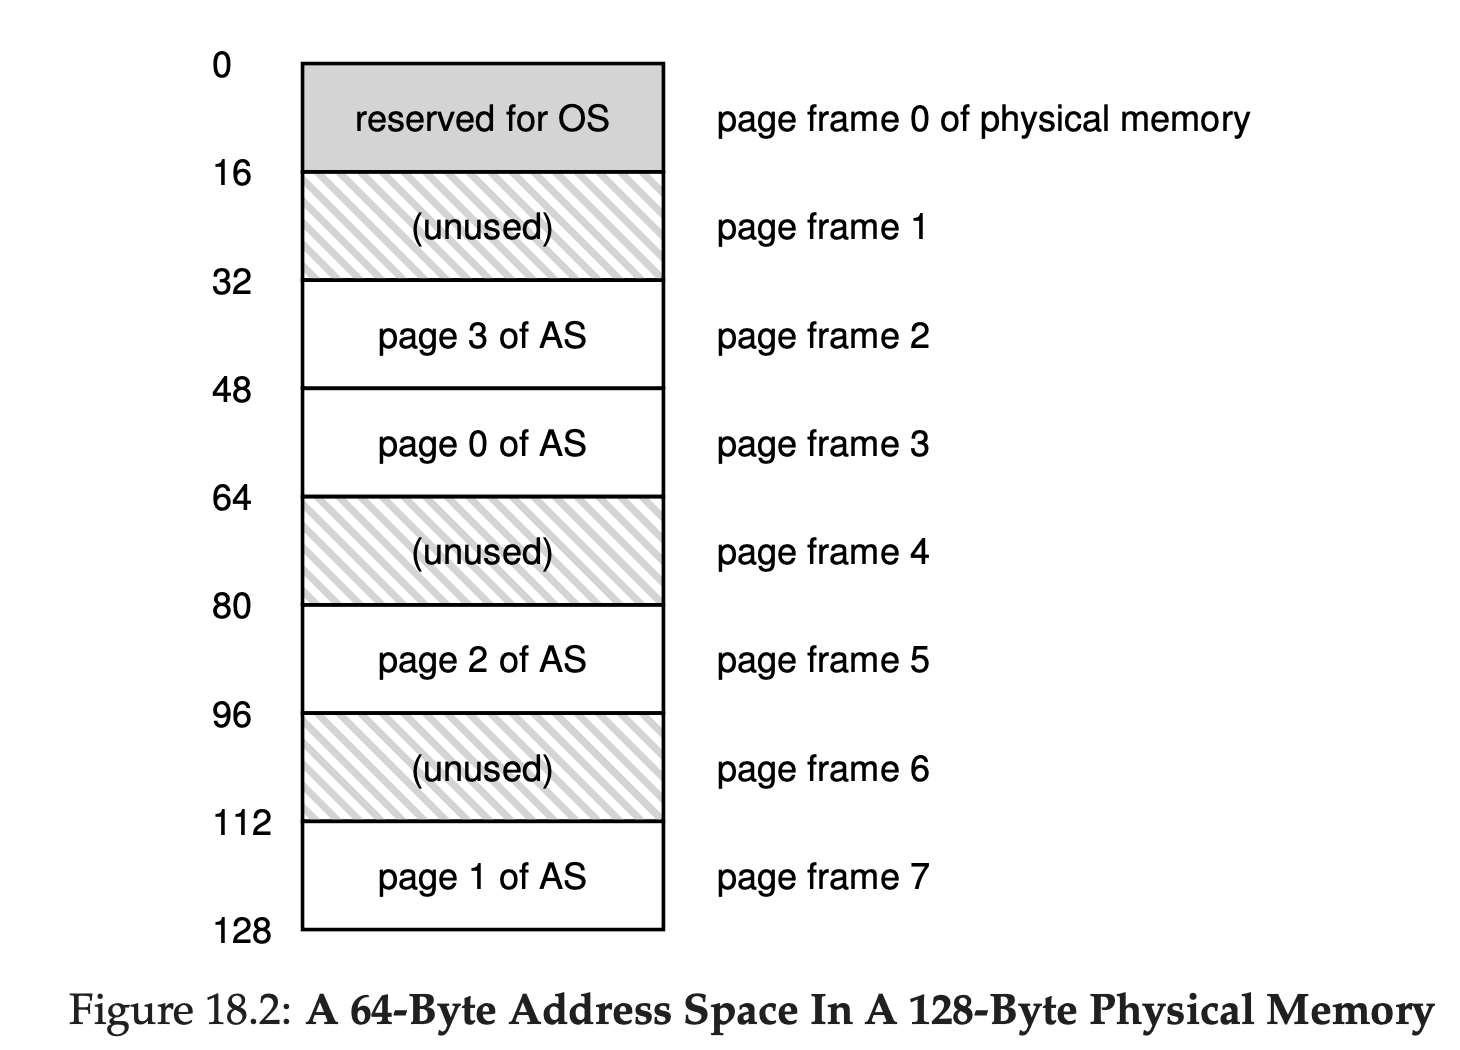 0
reserved for OS page frame 0 of physical memory
16
(unused) page frame 1
32
page 3 of AS page frame 2
48
page 0 of AS page frame 3
64
(unused) page frame 4
80
page 2 of AS page frame 5
96
(unused) page frame 6
112
page 1 of AS page frame 7
128
Figure 18.2: A 64-Byte Address Space In A 128-Byte Physical Memory